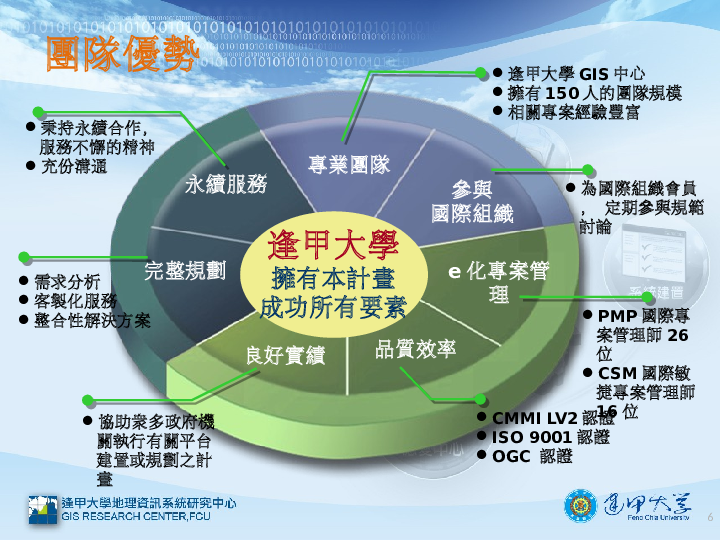 團隊優勢
逢甲大學 GIS 中心
擁有 150 人的團隊規模
相關專案經驗豐富
秉持永續合作,
服務不懈的精神
充份溝通
永續服務
專業團隊
參與
國際組織
為國際組織會員
， 定期參與規範
討論
逢甲大學
擁有本計畫
成功所有要素
完整規劃
e 化專案管
理
需求分析
客製化服務
整合性解決方案
系統建置
PMP 國際專
案管理師 26
位
CSM 國際敏
捷專案管理師
16 位
良好實績
品質效率
協助眾多政府機
關執行有關平台
建置或規劃之計
畫
CMMI LV2 認證
ISO 9001 認證
OGC 認證
逢甲大學地理資訊系統研究中心
GIS RESEARCH CENTER,FCU
逢甲大學
Feng Chia University
6